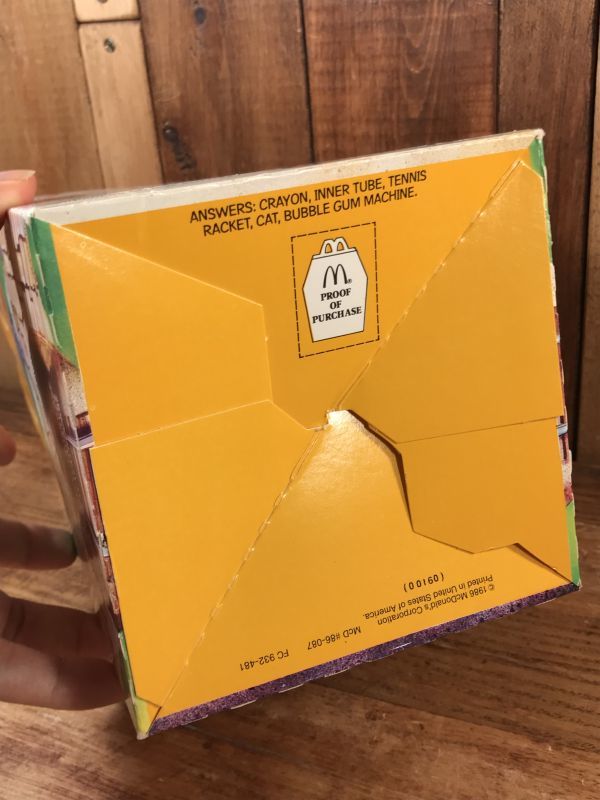 ANSWERS: CRAYON, INNER TUBE, TENNIS
RACKET, CAT, BUBBLE GUM MACHINE.
M®
PROOF
OF
PURCHASE
McD #86-087 FC 932-481
© 1986 McDonald's Corporation
Printed in United States of America
(09100)